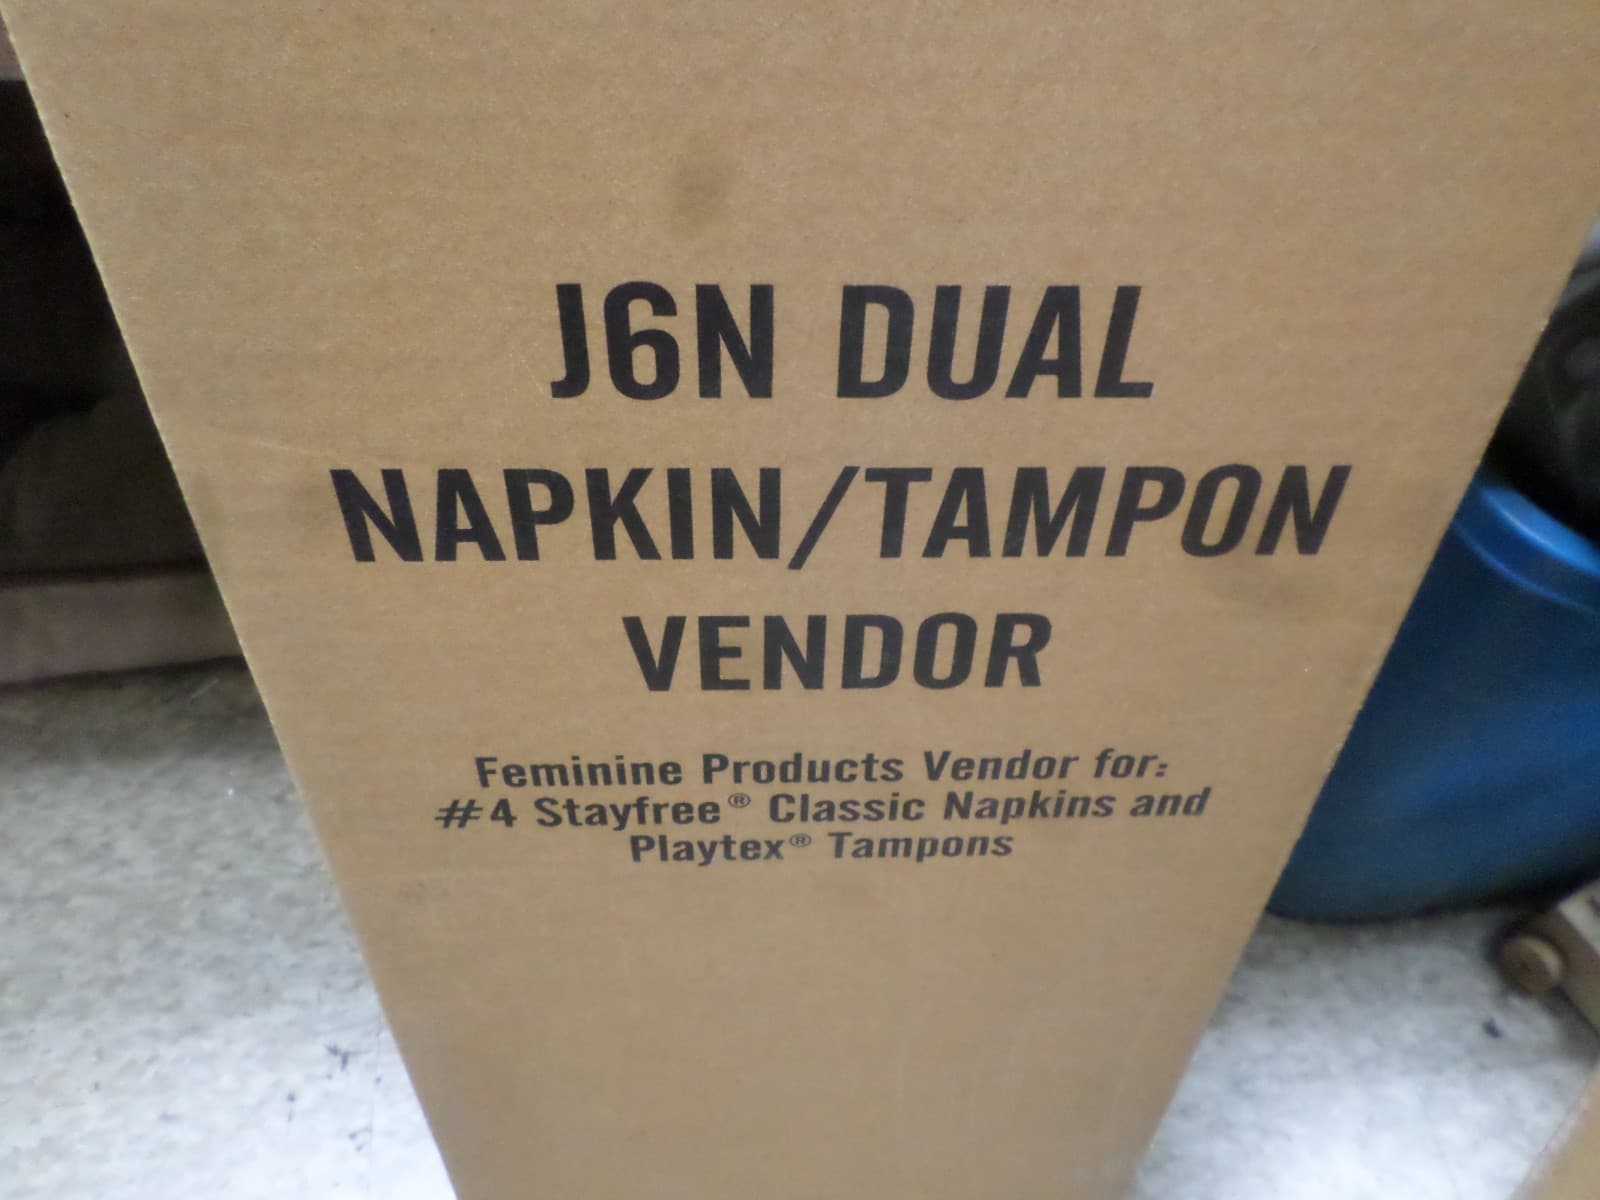 J6N DUAL
NAPKIN/TAMPON
VENDOR
Feminine Products Vendor for:
#4 Stayfree® Classic Napkins and
Playtex® Tampons